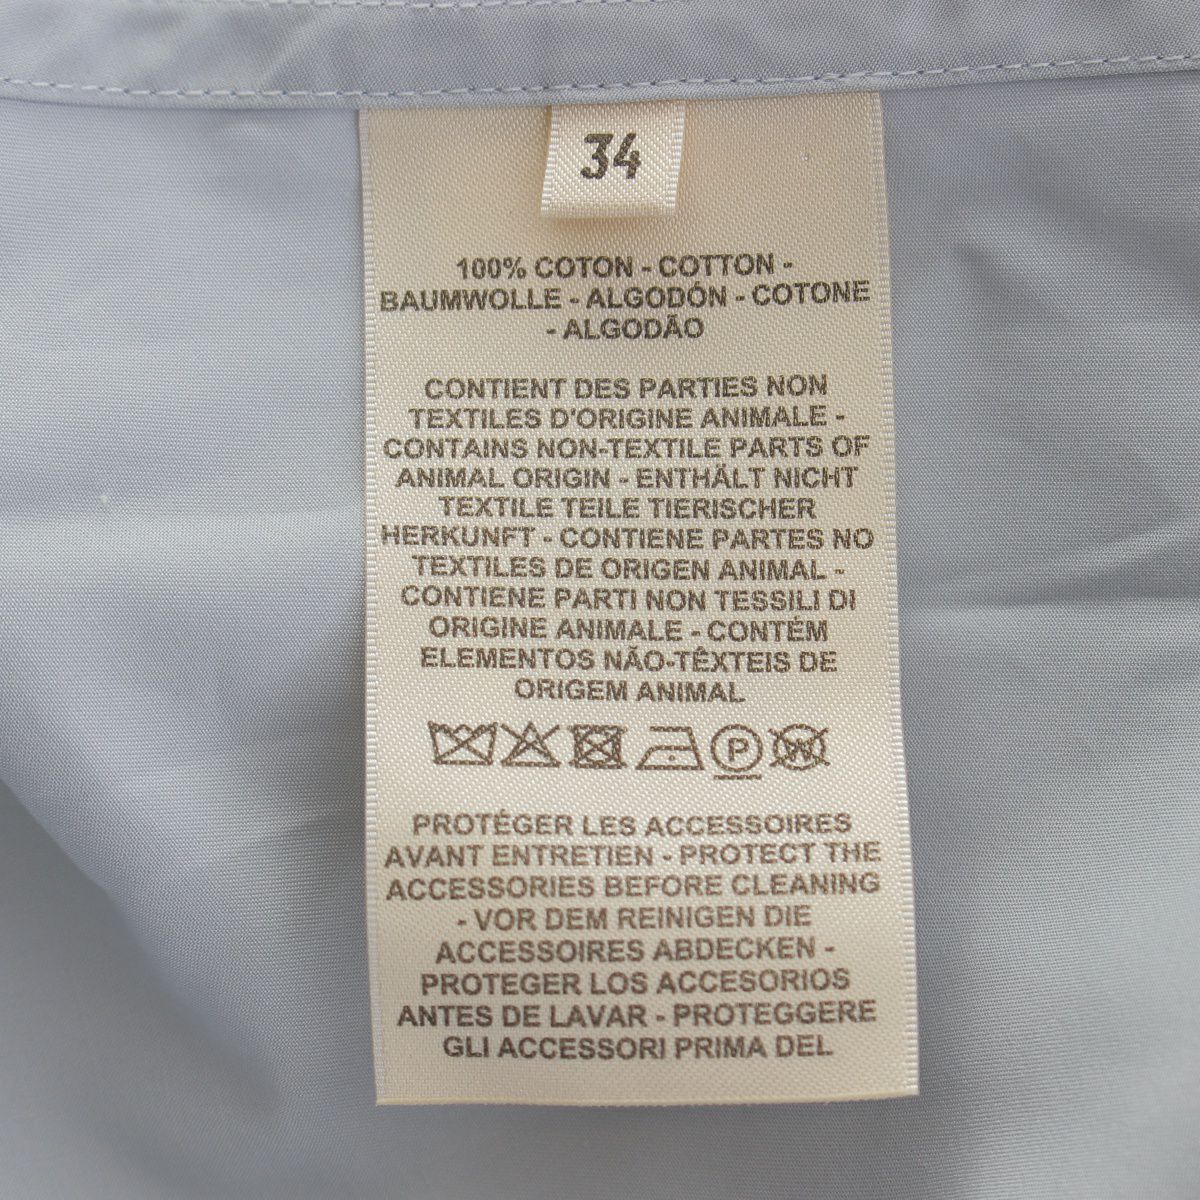 34
100% COTON - COTTON -
BAUMWOLLE - ALGODÓN - COTONE
- ALGODÃO
CONTIENT DES PARTIES NON
TEXTILES D'ORIGINE ANIMALE -
CONTAINS NON-TEXTILE PARTS OF
ANIMAL ORIGIN - ENTHÄLT NICHT
TEXTILE TEILE TIERISCHER
HERKUNFT - CONTIENE PARTES NO
TEXTILES DE ORIGEN ANIMAL -
CONTIENE PARTI NON TESSILI DI
ORIGINE ANIMALE - CONTÉM
ELEMENTOS NÃO-TÊXTEIS DE
ORIGEM ANIMAL
P W
PROTÉGER LES ACCESSOIRES
AVANT ENTRETIEN - PROTECT THE
ACCESSORIES BEFORE CLEANING
- VOR DEM REINIGEN DIE
ACCESSOIRES ABDECKEN -
PROTEGER LOS ACCESORIOS
ANTES DE LAVAR - PROTEGGERE
GLI ACCESSORI PRIMA DEL